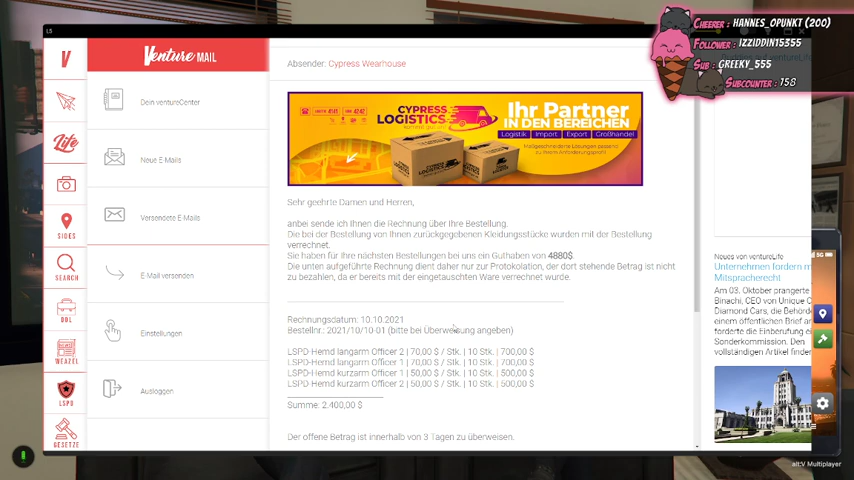 LS
CHEERER : HANNES_OPUNKT (200)
FOLLOWER : IZZIDDIN15355
SUB : GREEKY_555
SUBCOUNTER : 758
V
Venture MAIL
Absender: Cypress Wearhouse
CYPRESS
LOGISTICS
Ihr Partner
IN DEN BEREICHEN
Logistik | Import | Export | Großhandel
Dein ventureCenter
Life
Neue E-Mails
Sehr geehrte Damen und Herren,
anbei sende ich Ihnen die Rechnung über Ihre Bestellung.
Die bei der Bestellung von Ihnen zurückgegebenen Kleidungsstücke wurden mit der Bestellung
verrechnet.
Sie haben für Ihre nächsten Bestellungen bei uns ein Guthaben von 4880$.
Die unten aufgeführte Rechnung dient daher nur zur Protokolation, der dort stehende Betrag ist nicht
zu bezahlen, da er bereits mit der eingetauschten Ware verrechnet wurde.
Versendete E-Mails
SIGES
SEARCH
E-Mail versenden
Rechnungsdatum: 10.10.2021
Bestellnr.: 2021/10/10-01 (bitte bei Überweisung angeben)
Einstellungen
WEAZEL
LSPD-Hemd langarm Officer 2 | 70,00 $ / Stk. | 10 Stk. | 700,00 $
LSPD-Hemd langarm Officer 1 | 70,00 $ / Stk. | 10 Stk. | 700,00 $
LSPD-Hemd kurzarm Officer 1 | 50,00 $ / Stk. | 10 Stk. | 500,00 $
LSPD-Hemd kurzarm Officer 2 | 50,00 $ / Stk. | 10 Stk. | 500,00 $
Summe: 2.400,00 $
Ausloggen
LSPD
GESETZE
Der offene Betrag ist innerhalb von 3 Tagen zu überweisen.
Neues von ventureLife
Unternehmen fordern m
Mitspracherecht
Am 03. Oktober prangerte
Binachi, CEO von Unique C
Diamond Cars, die Behörde
einem öffentlichen Brief ar
forderte die Einberufung e
Sonderkommission. Den
vollständigen Artikel finder
5G
alt:V Multiplayer